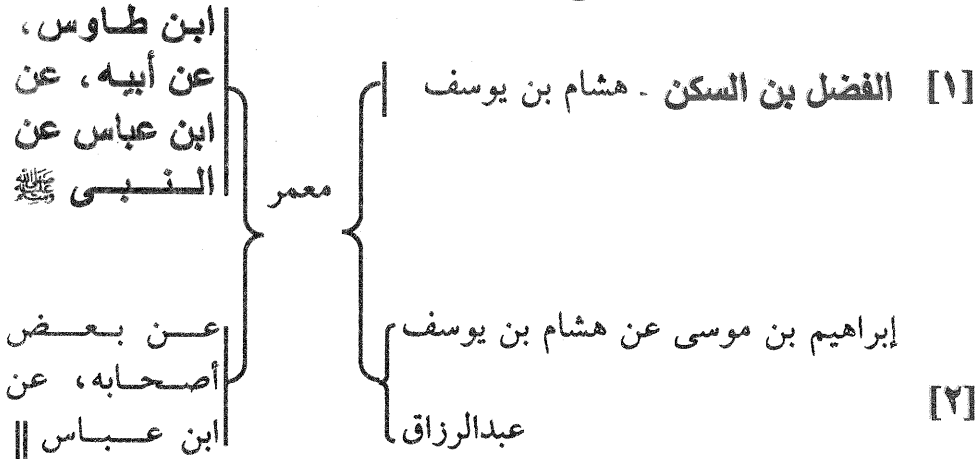 [١] الفضل بن السكن - هشام بن يوسف
معمر
ابن طاوس،
عن أبيه، عن
ابن عباس عن
النبي ﷺ
[٢]
إبراهيم بن موسى عن هشام بن يوسف
عبدالرزاق
عن بعض
أصحابه، عن
ابن عباس ||